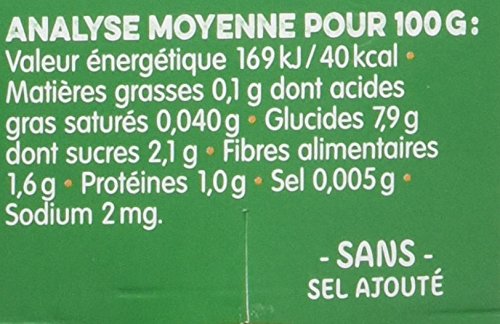 ANALYSE MOYENNE POUR 100 G :
Valeur énergétique 169 kJ / 40 kcal •
Matières grasses 0,1 g dont acides
gras saturés 0,040 g • Glucides 7,9 g
dont sucres 2,1 g • Fibres alimentaires
1,6 g • Protéines 1,0 g • Sel 0,005 g •
Sodium 2 mg.
- SANS -
SEL AJOUTÉ